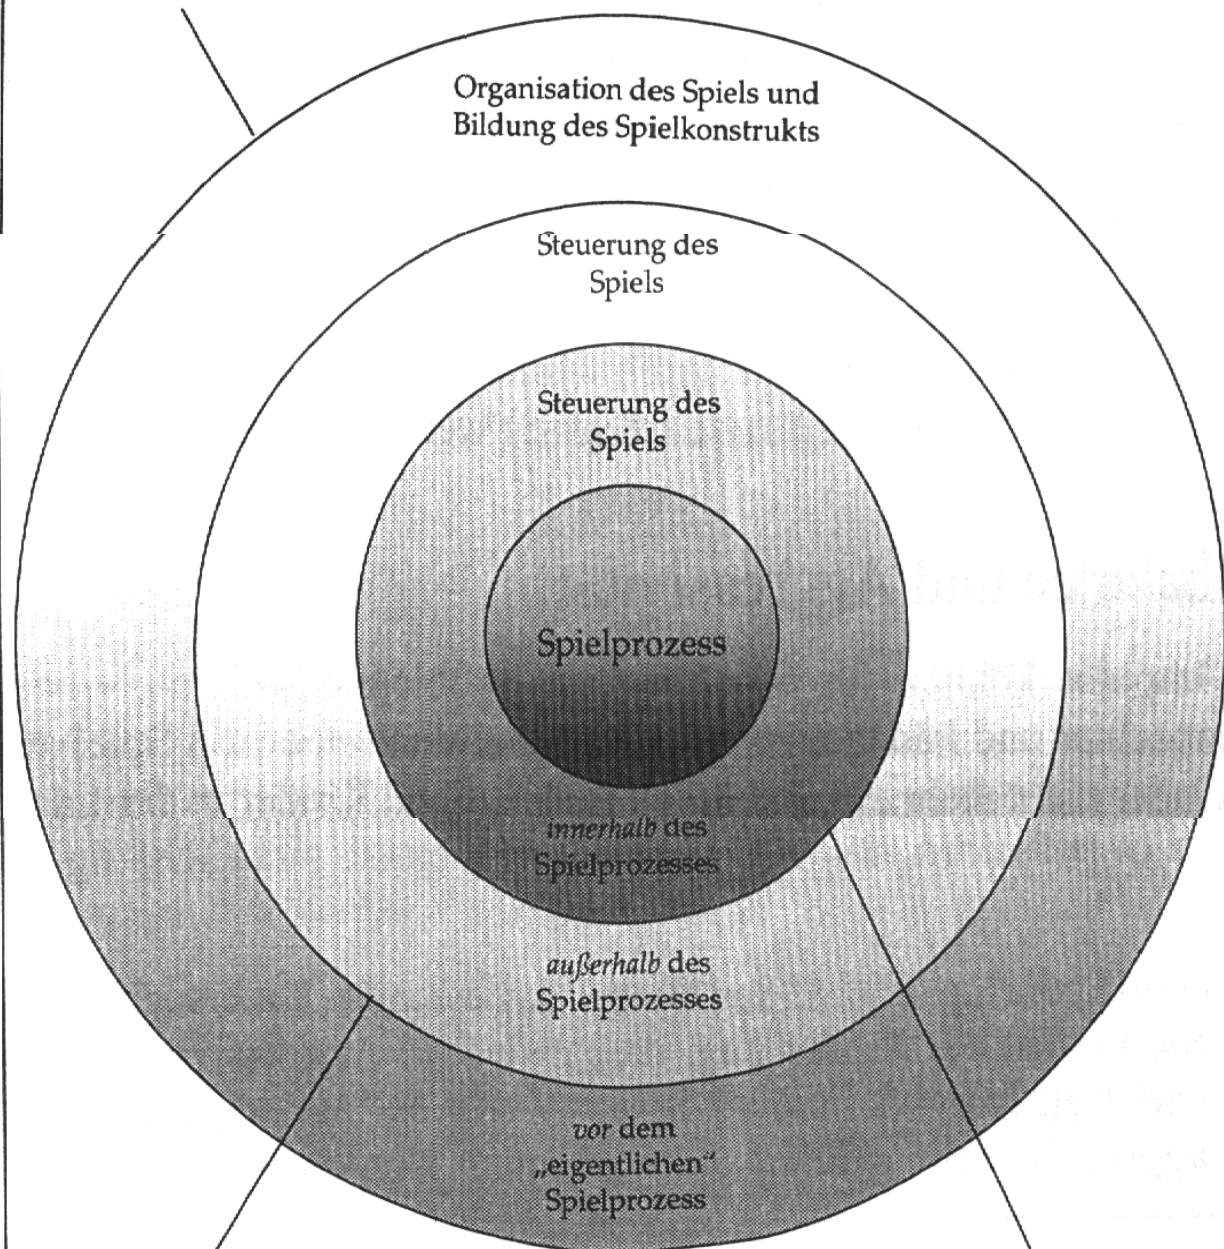 Organisation des Spiels und
Bildung des Spielkonstrukts
Steuerung des
Spiels
Steuerung des
Spiels
Spielprozess
innerhalb des
Spielprozesses
außerhalb des
Spielprozesses
vor dem
„eigentlichen“
Spielprozess